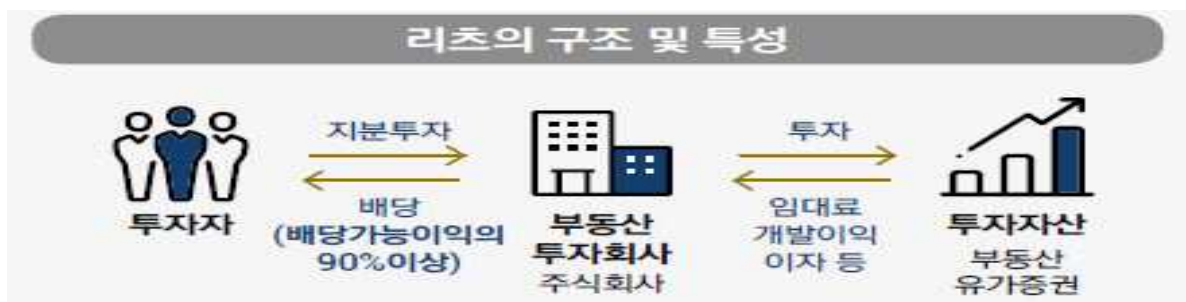 리츠의 구조 및 특성
지분투자
투자
투자자
배당
(배당가능이익의
90%이상)
부동산
투자회사
주식회사
임대료
개발이익
이자 등
투자자산
부동산
유가증권